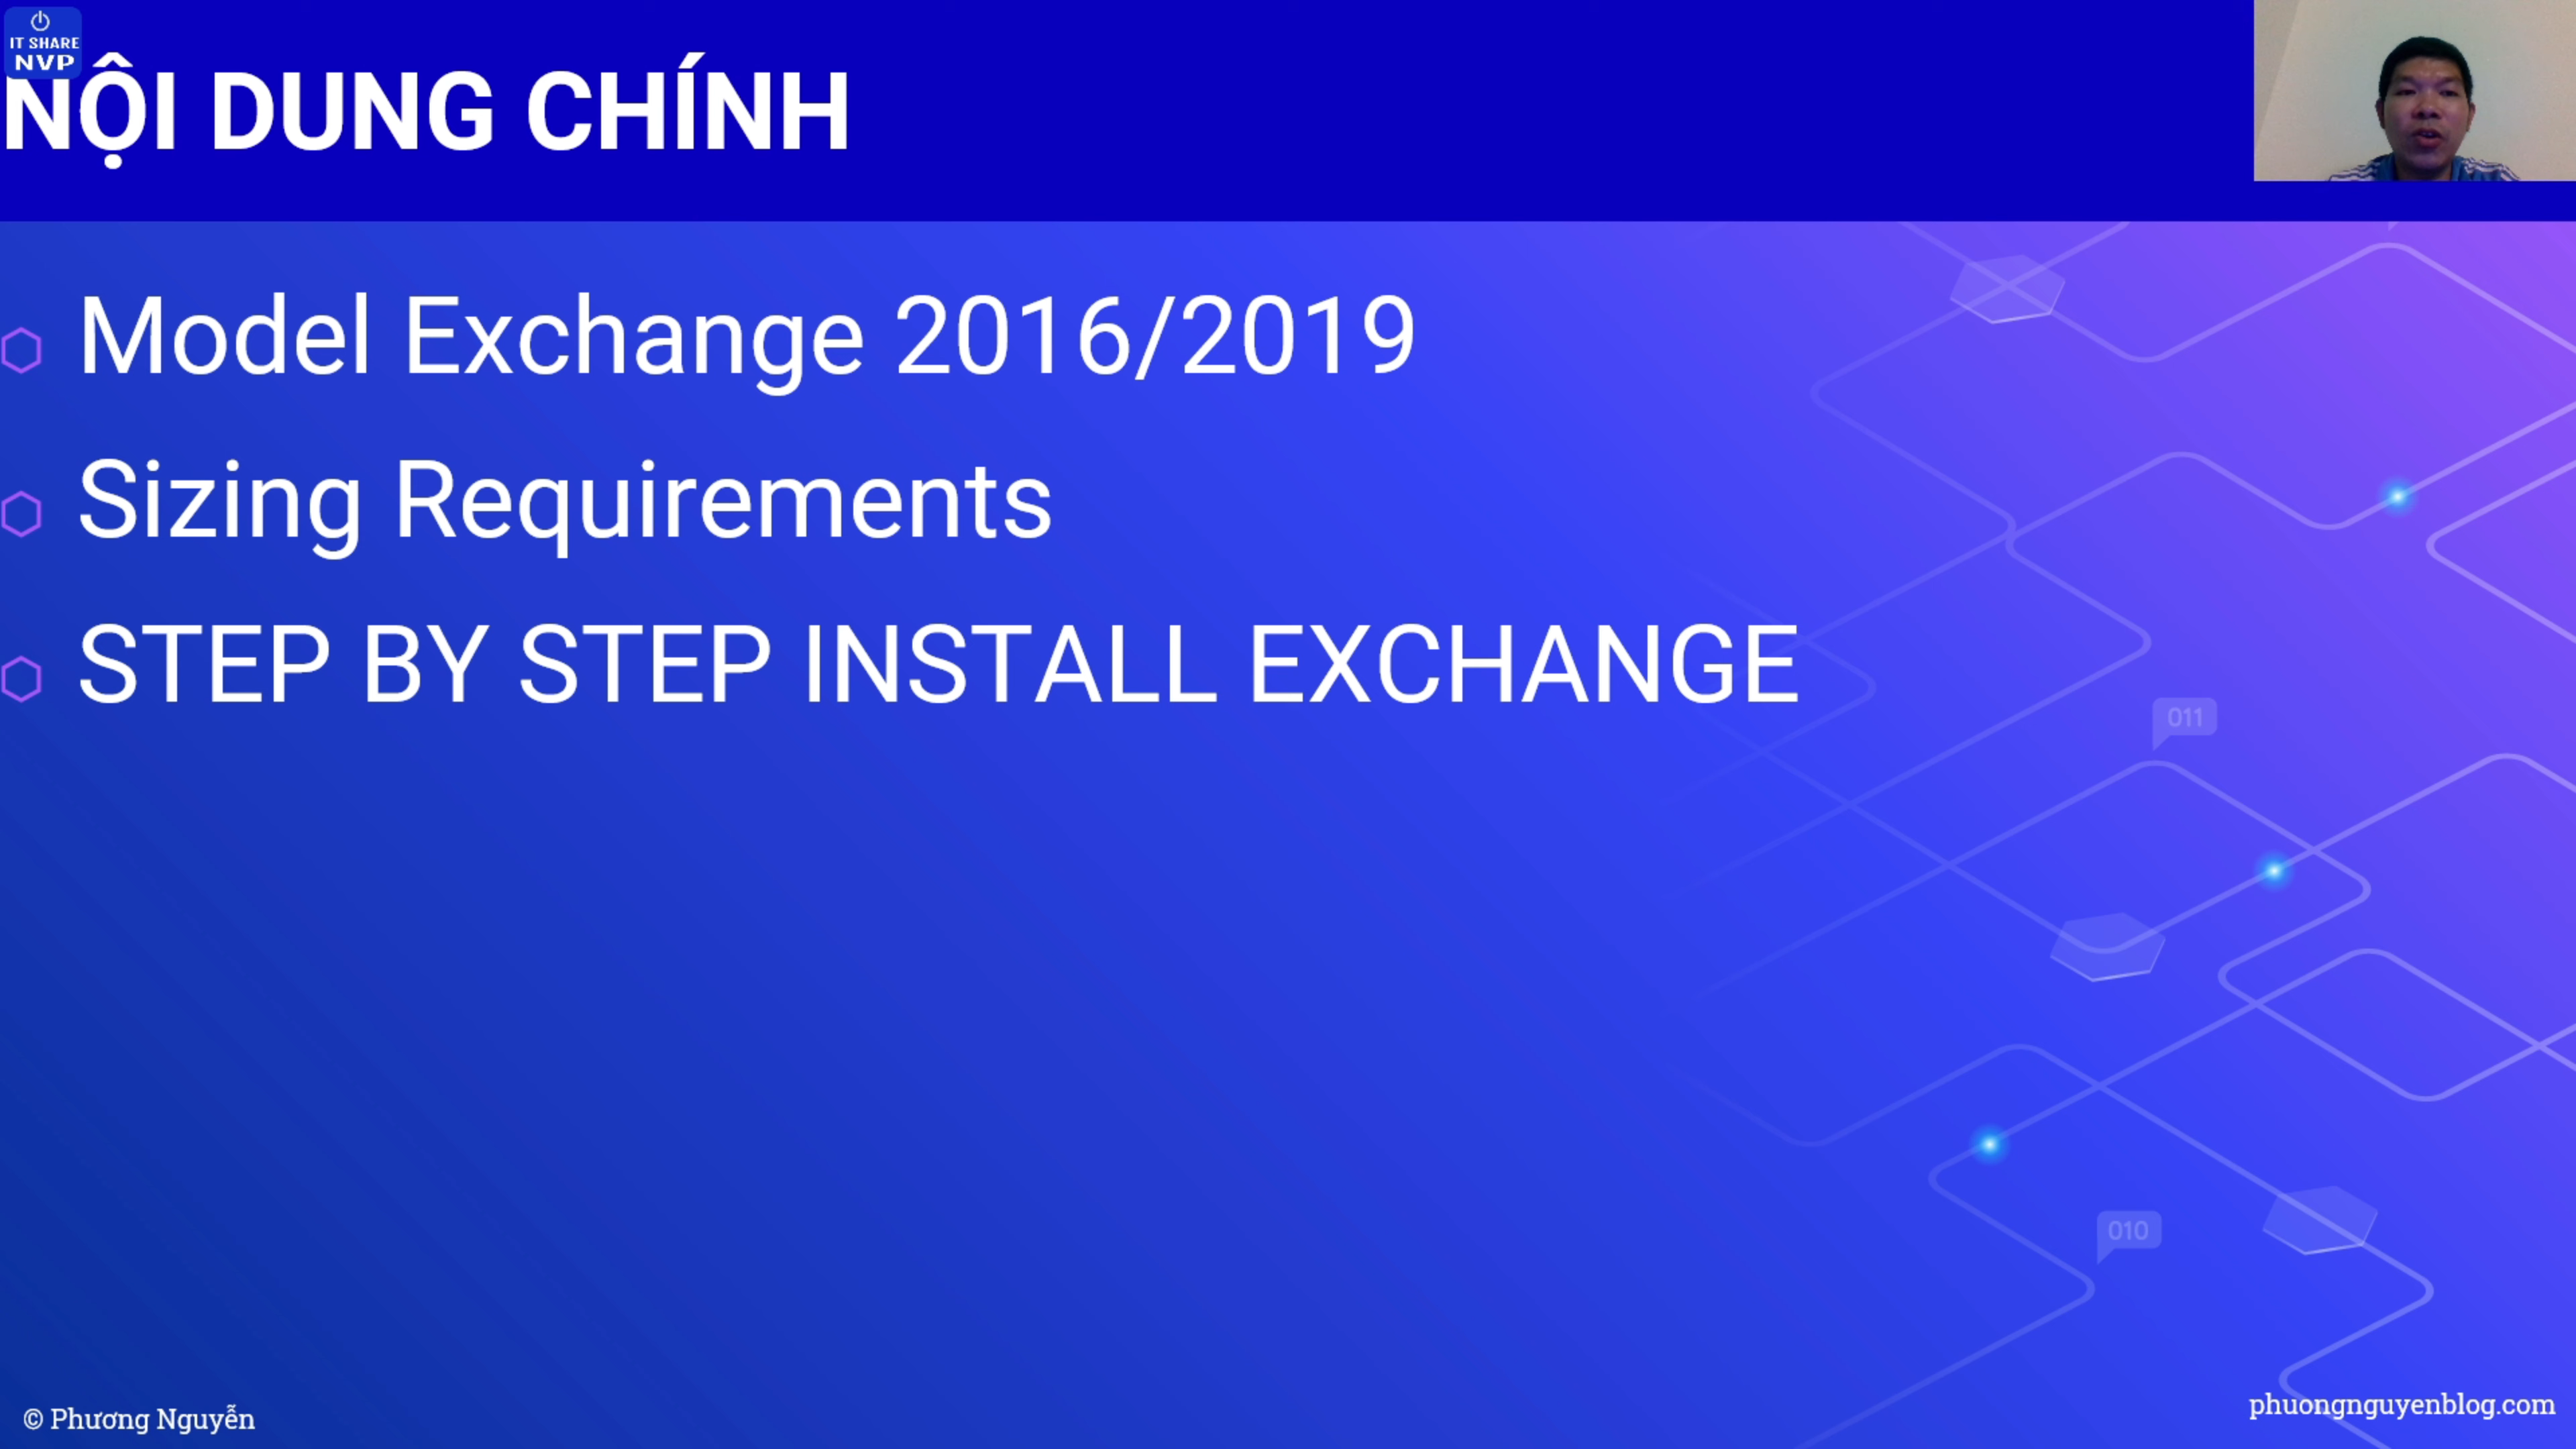 IT SHARE
NVP
NỘI DUNG CHÍNH
Model Exchange 2016/2019
Sizing Requirements
STEP BY STEP INSTALL EXCHANGE
011
010
© Phương Nguyễn
phuongnguyenblog.com